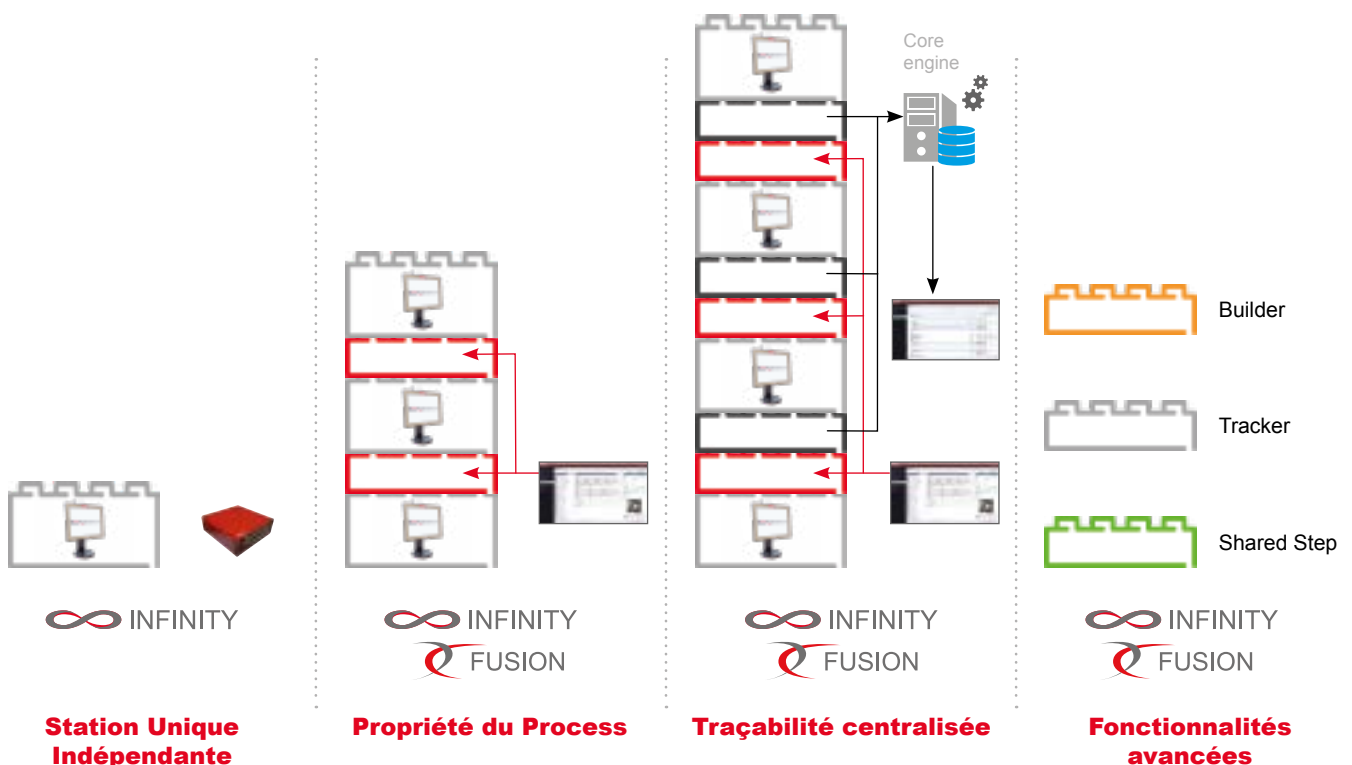 Core
engine
Builder
Tracker
Shared Step
INFINITY
INFINITY
FUSION
INFINITY
FUSION
INFINITY
FUSION
Station Unique
Indépendante
Propriété du Process
Traçabilité centralisée
Fonctionnalités
avancées